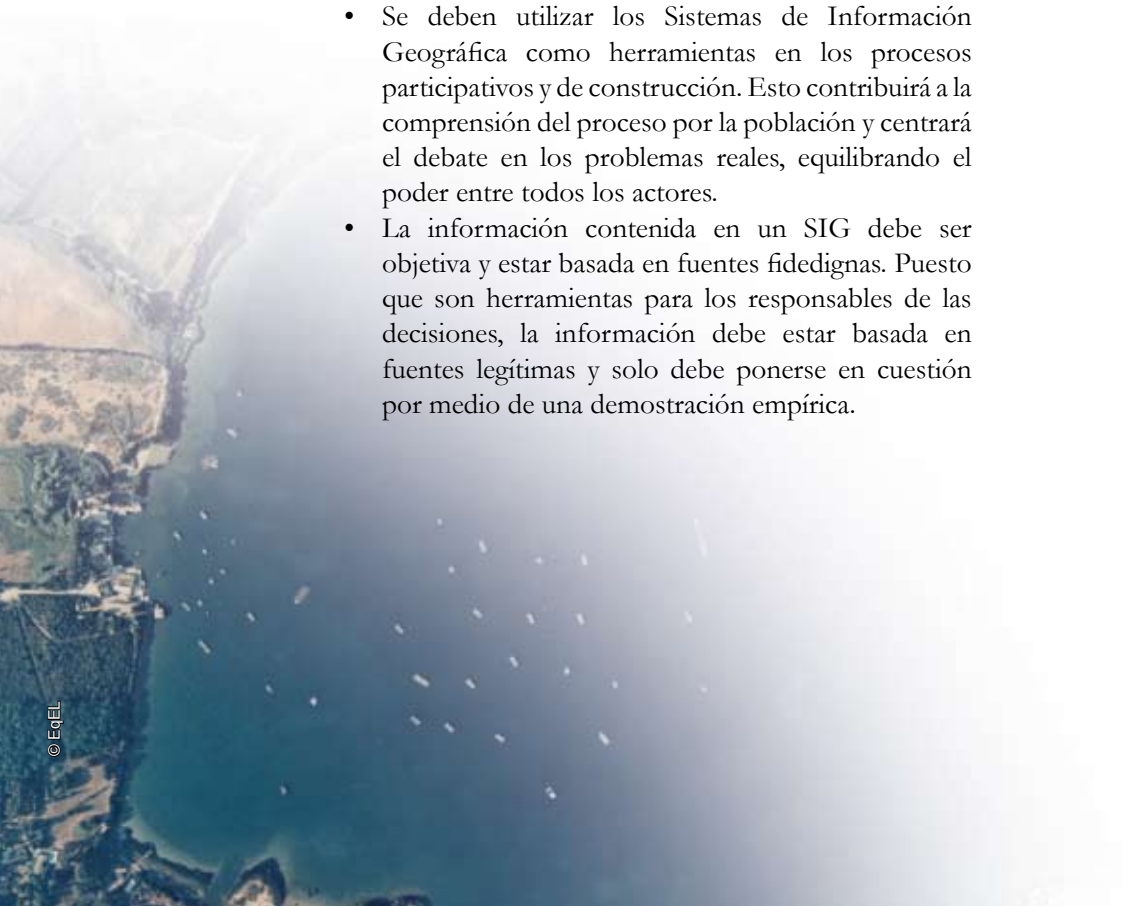 • Se deben utilizar los Sistemas de Información
Geográfica como herramientas en los procesos
participativos y de construcción. Esto contribuirá a la
comprensión del proceso por la población y centrará
el debate en los problemas reales, equilibrando el
poder entre todos los actores.
• La información contenida en un SIG debe ser
objetiva y estar basada en fuentes fidedignas. Puesto
que son herramientas para los responsables de las
decisiones, la información debe estar basada en
fuentes legítimas y solo debe ponerse en cuestión
por medio de una demostración empírica.
© EqEL